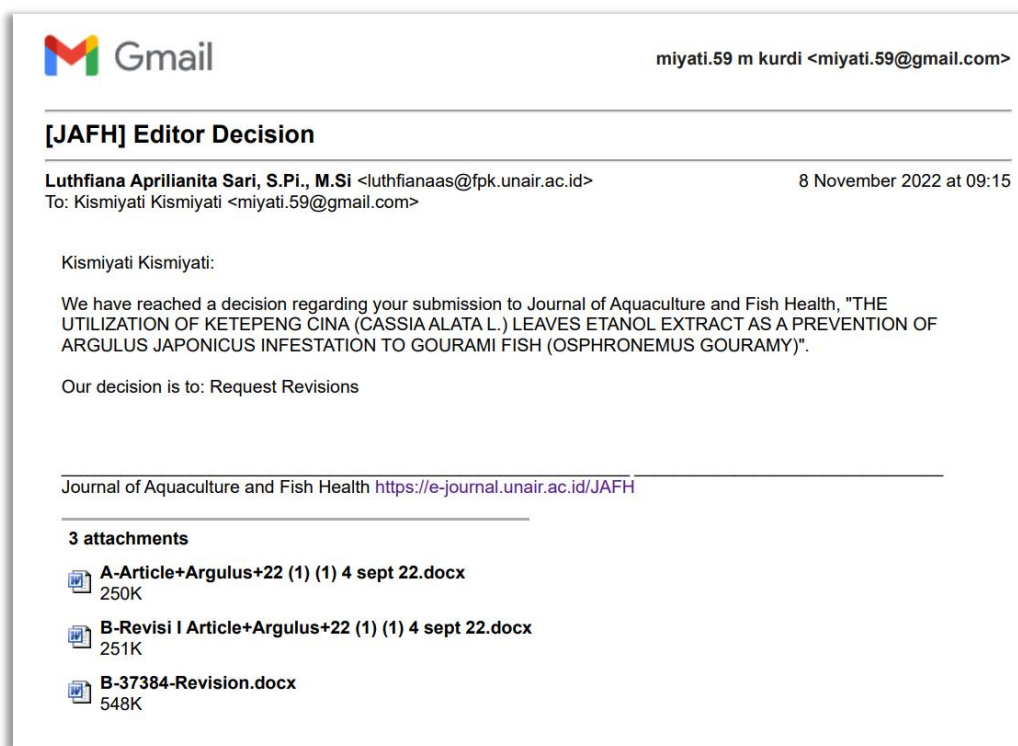 Gmail
miyati.59 m kurdi <miyati.59@gmail.com>
[JAFH] Editor Decision
Luthfiana Aprilianita Sari, S.Pi., M.Si <luthfianaas@fpk.unair.ac.id>
8 November 2022 at 09:15
To: Kismiyati Kismiyati <miyati.59@gmail.com>
Kismiyati Kismiyati:
We have reached a decision regarding your submission to Journal of Aquaculture and Fish Health, "THE
UTILIZATION OF KETEPENG CINA (CASSIA ALATA L.) LEAVES ETANOL EXTRACT AS A PREVENTION OF
ARGULUS JAPONICUS INFESTATION TO GOURAMI FISH (OSPHRONEMUS GOURAMY)".
Our decision is to: Request Revisions
Journal of Aquaculture and Fish Health https://e-journal.unair.ac.id/JAFH
3 attachments
A-Article+Argulus+22 (1) (1) 4 sept 22.docx
250K
B-Revisi I Article+Argulus+22 (1) (1) 4 sept 22.docx
251K
B-37384-Revision.docx
548K